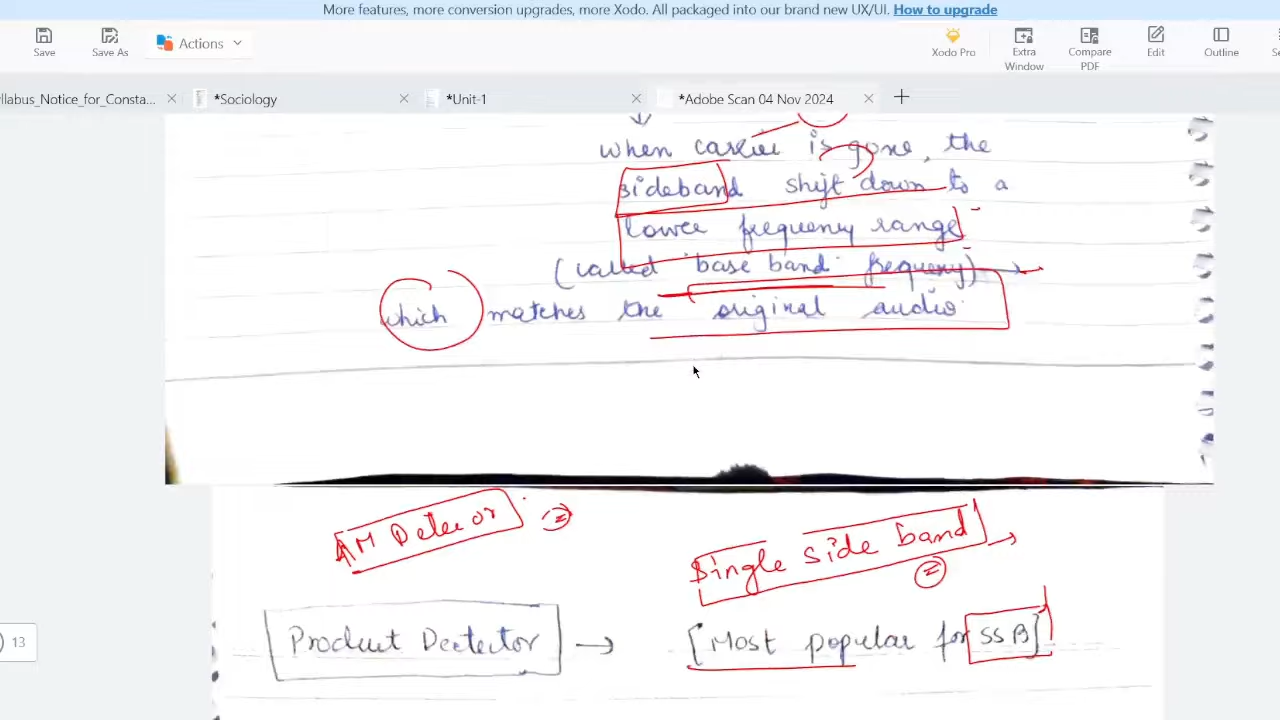 More features, more conversion upgrades, more Xodo. All packaged into our brand new UX/UI. How to upgrade
Save
Save As
Actions
Xodo Pro
Extra Window
Compare PDF
Edit
Outline
llabus_Notice_for_Consta...
*Sociology
*Unit-1
*Adobe Scan 04 Nov 2024
when carrier is gone, the
sideband shift down to a
lower frequency range
(called base band frequency) →
which matches the original audio.
AM Detector
Single side band →
Product Dectector → [Most popular for SSB]
13